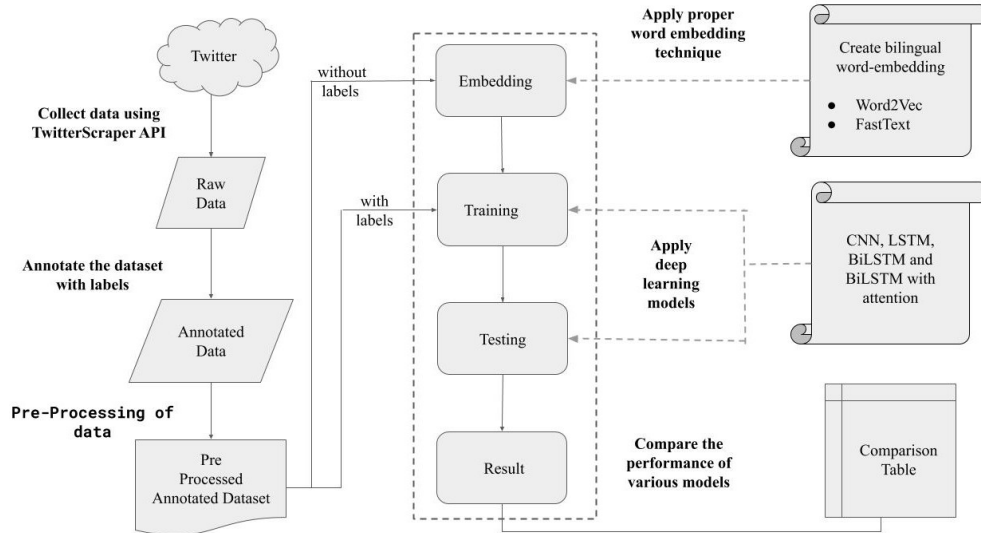 Twitter
Collect data using
TwitterScraper API
Raw
Data
Annotate the dataset
with labels
Annotated
Data
Pre-Processing of
data
Pre
Processed
Annotated Dataset
without
labels
with
labels
Embedding
Training
Testing
Result
Apply proper
word embedding
technique
Apply
deep
learning
models
Compare the
performance of
various models
Create bilingual
word-embedding
● Word2Vec
● FastText
CNN, LSTM,
BiLSTM and
BiLSTM with
attention
Comparison
Table